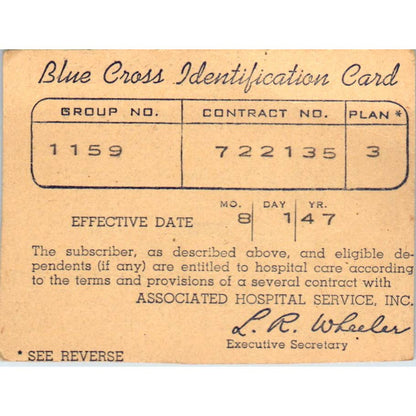 Blue Cross Identification Card
GROUP NO. CONTRACT NO. PLAN*
1159 722135 3
MO. DAY YR.
EFFECTIVE DATE 8 1 47
The subscriber, as described above, and eligible de-
pendents (if any) are entitled to hospital care according
to the terms and provisions of a several contract with
ASSOCIATED HOSPITAL SERVICE, INC.
L. R. Wheeler
Executive Secretary
* SEE REVERSE